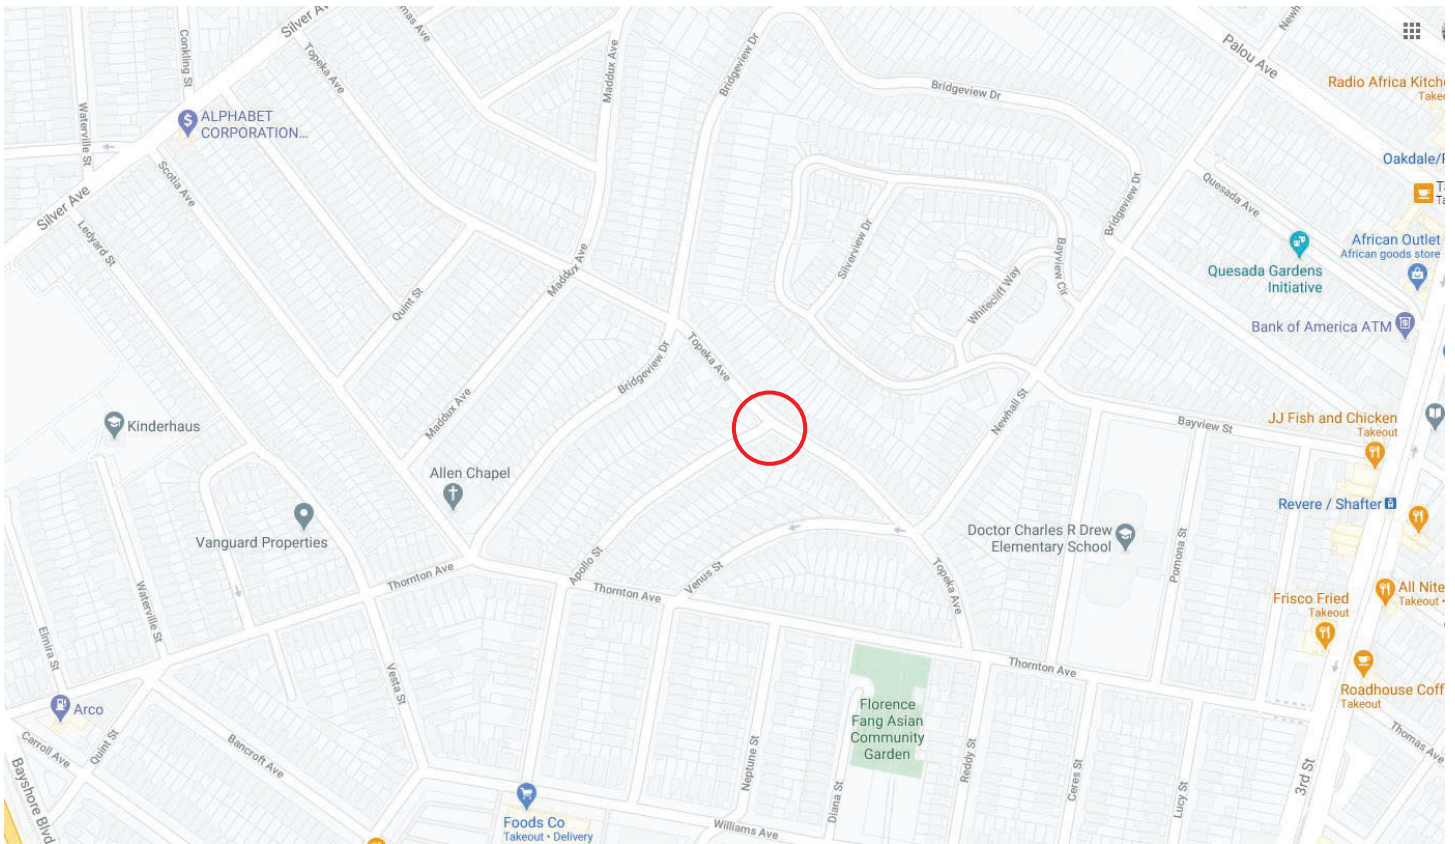 Silver Av
mas Ave
Conkling St
Topeka Ave
Maddux Ave
Bridgeview Dr
Bridgeview Dr
Newh
Palou Ave
Radio Africa Kitche
Takeo
ALPHABET
CORPORATION...
Waterville St
Oakdale/
Scotia Ave
Silver Ave
Ledyard St
Quesada Ave
Bridgeview Dr
T
Ta
African Outlet
African goods store
Quesada Gardens
Initiative
Silverview Dr
Bayview Cir
Whitecliff Way
Maddux Ave
Quint St
Bank of America ATM
Topeka Ave
Bridgeview Dr
Maddux Ave
Newhall St
Bayview St
JJ Fish and Chicken
Takeout
Kinderhaus
Allen Chapel
Revere / Shafter
Vanguard Properties
Doctor Charles R Drew
Elementary School
Pomona St
Thornton Ave
Apollo St
Venus St
Thornton Ave
Topeka Ave
All Nite
Takeout •
Frisco Fried
Takeout
Waterville St
Elmira St
Vesta St
Thornton Ave
Roadhouse Coff
Takeout
Arco
Florence
Fang Asian
Community
Garden
Carroll Ave
Quint St
Bancroft Ave
Neptune St
Diana St
Reddy St
Ceres St
Lucy St
3rd St
Thomas Ave
Bayshore Blvd
Foods Co
Takeout • Delivery
Williams Ave